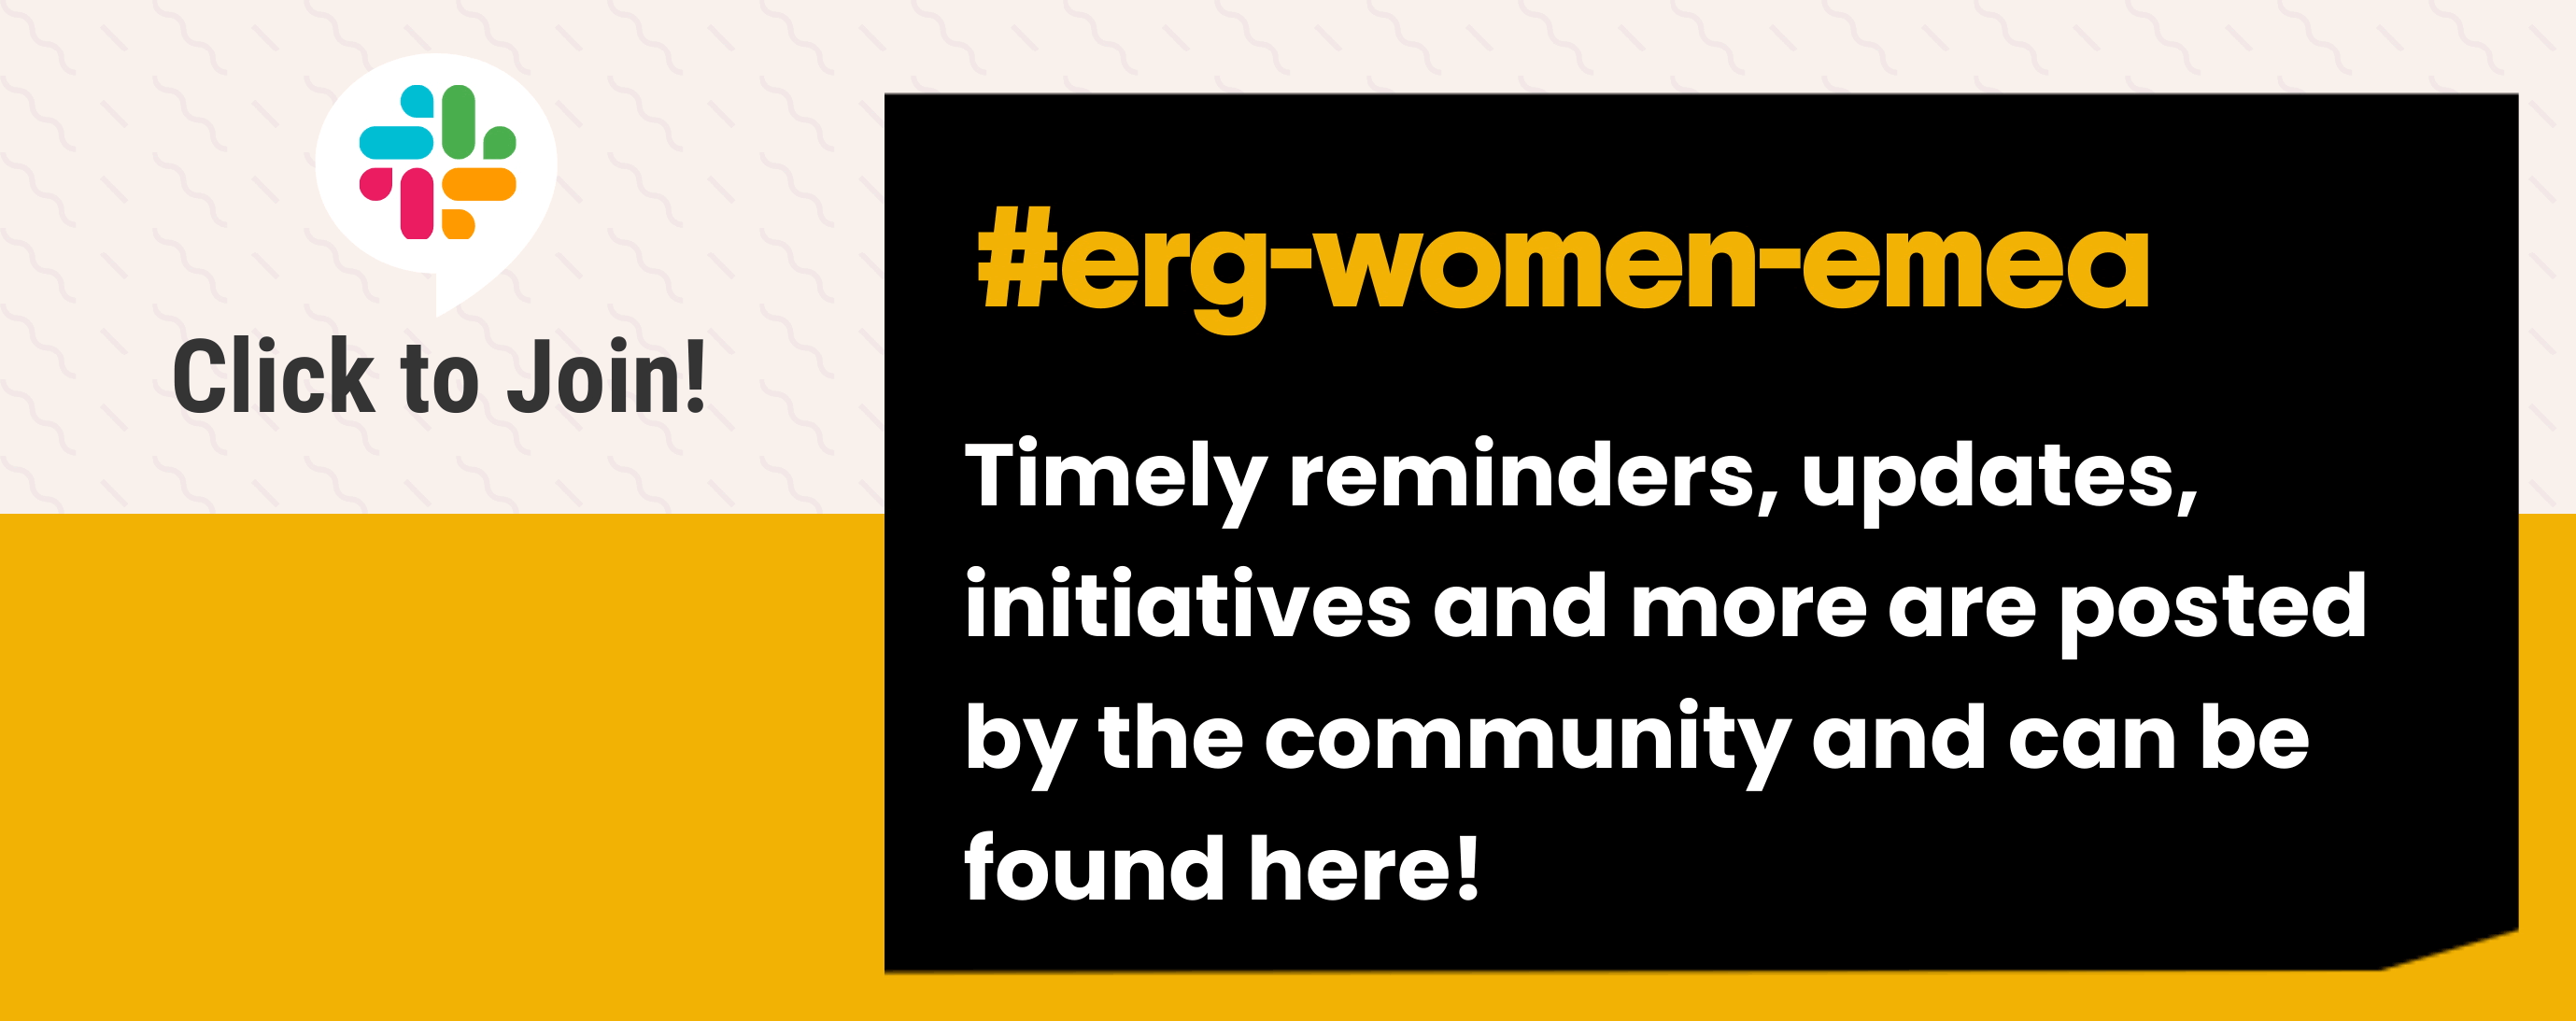 Click to Join!
#erg-women-emea
Timely reminders, updates,
initiatives and more are posted
by the community and can be
found here!